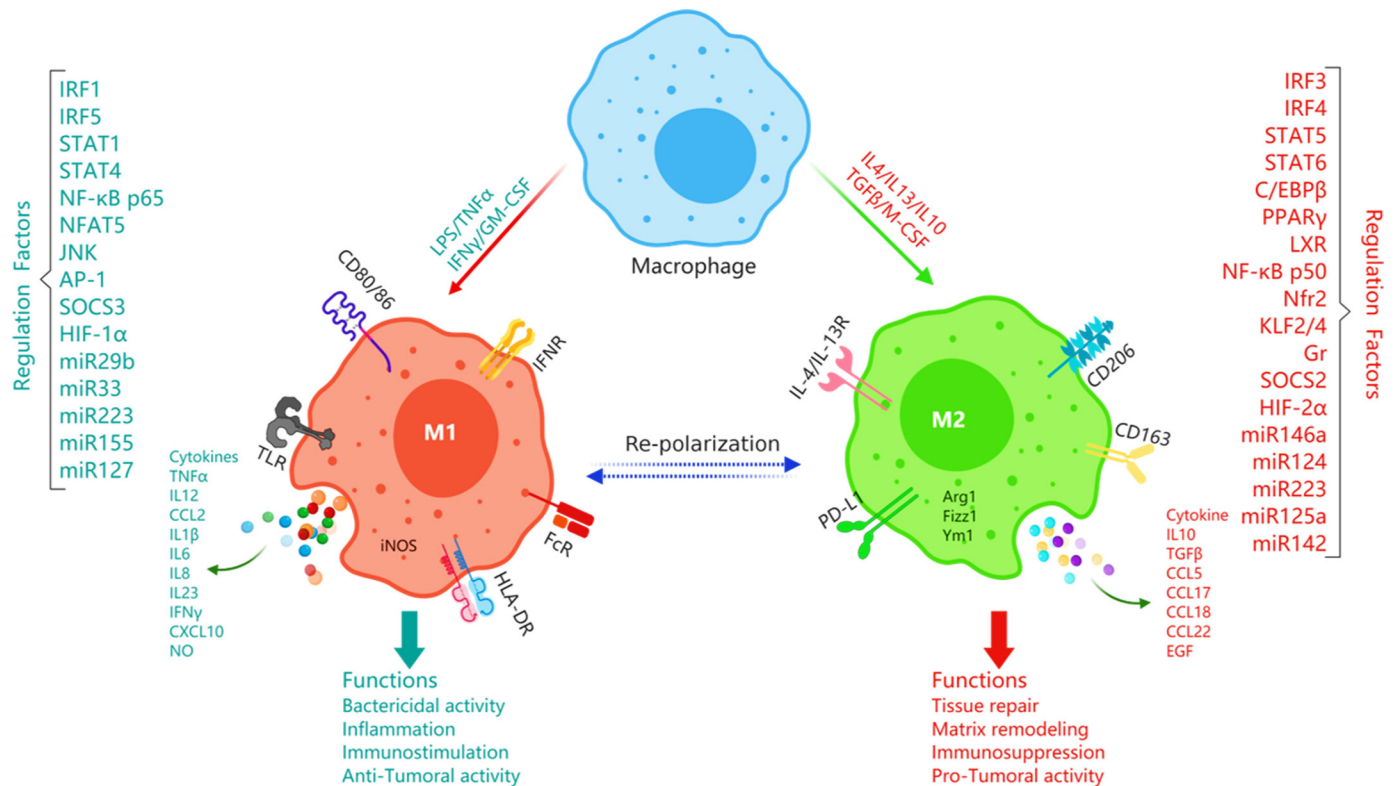 Macrophage
LPS/TNFα
IFNγ/GM-CSF
IL4/IL13/IL10
TGFβ/M-CSF
Regulation Factors
IRF1
IRF5
STAT1
STAT4
NF-κB p65
NFAT5
JNK
AP-1
SOCS3
HIF-1α
miR29b
miR33
miR223
miR155
miR127
CD80/86
IFNR
TLR
M1
iNOS
FcR
HLA-DR
Cytokines
TNFα
IL12
CCL2
IL1β
IL6
IL8
IL23
IFNγ
CXCL10
NO
Functions
Bactericidal activity
Inflammation
Immunostimulation
Anti-Tumoral activity
Re-polarization
IL-4/IL-13R
CD206
CD163
M2
PD-L1
Arg1
Fizz1
Ym1
Regulation Factors
IRF3
IRF4
STAT5
STAT6
C/EBPβ
PPARγ
LXR
NF-κB p50
Nfr2
KLF2/4
Gr
SOCS2
HIF-2α
miR146a
miR124
miR223
miR125a
miR142
Cytokine
IL10
TGFβ
CCL5
CCL17
CCL18
CCL22
EGF
Functions
Tissue repair
Matrix remodeling
Immunosuppression
Pro-Tumoral activity